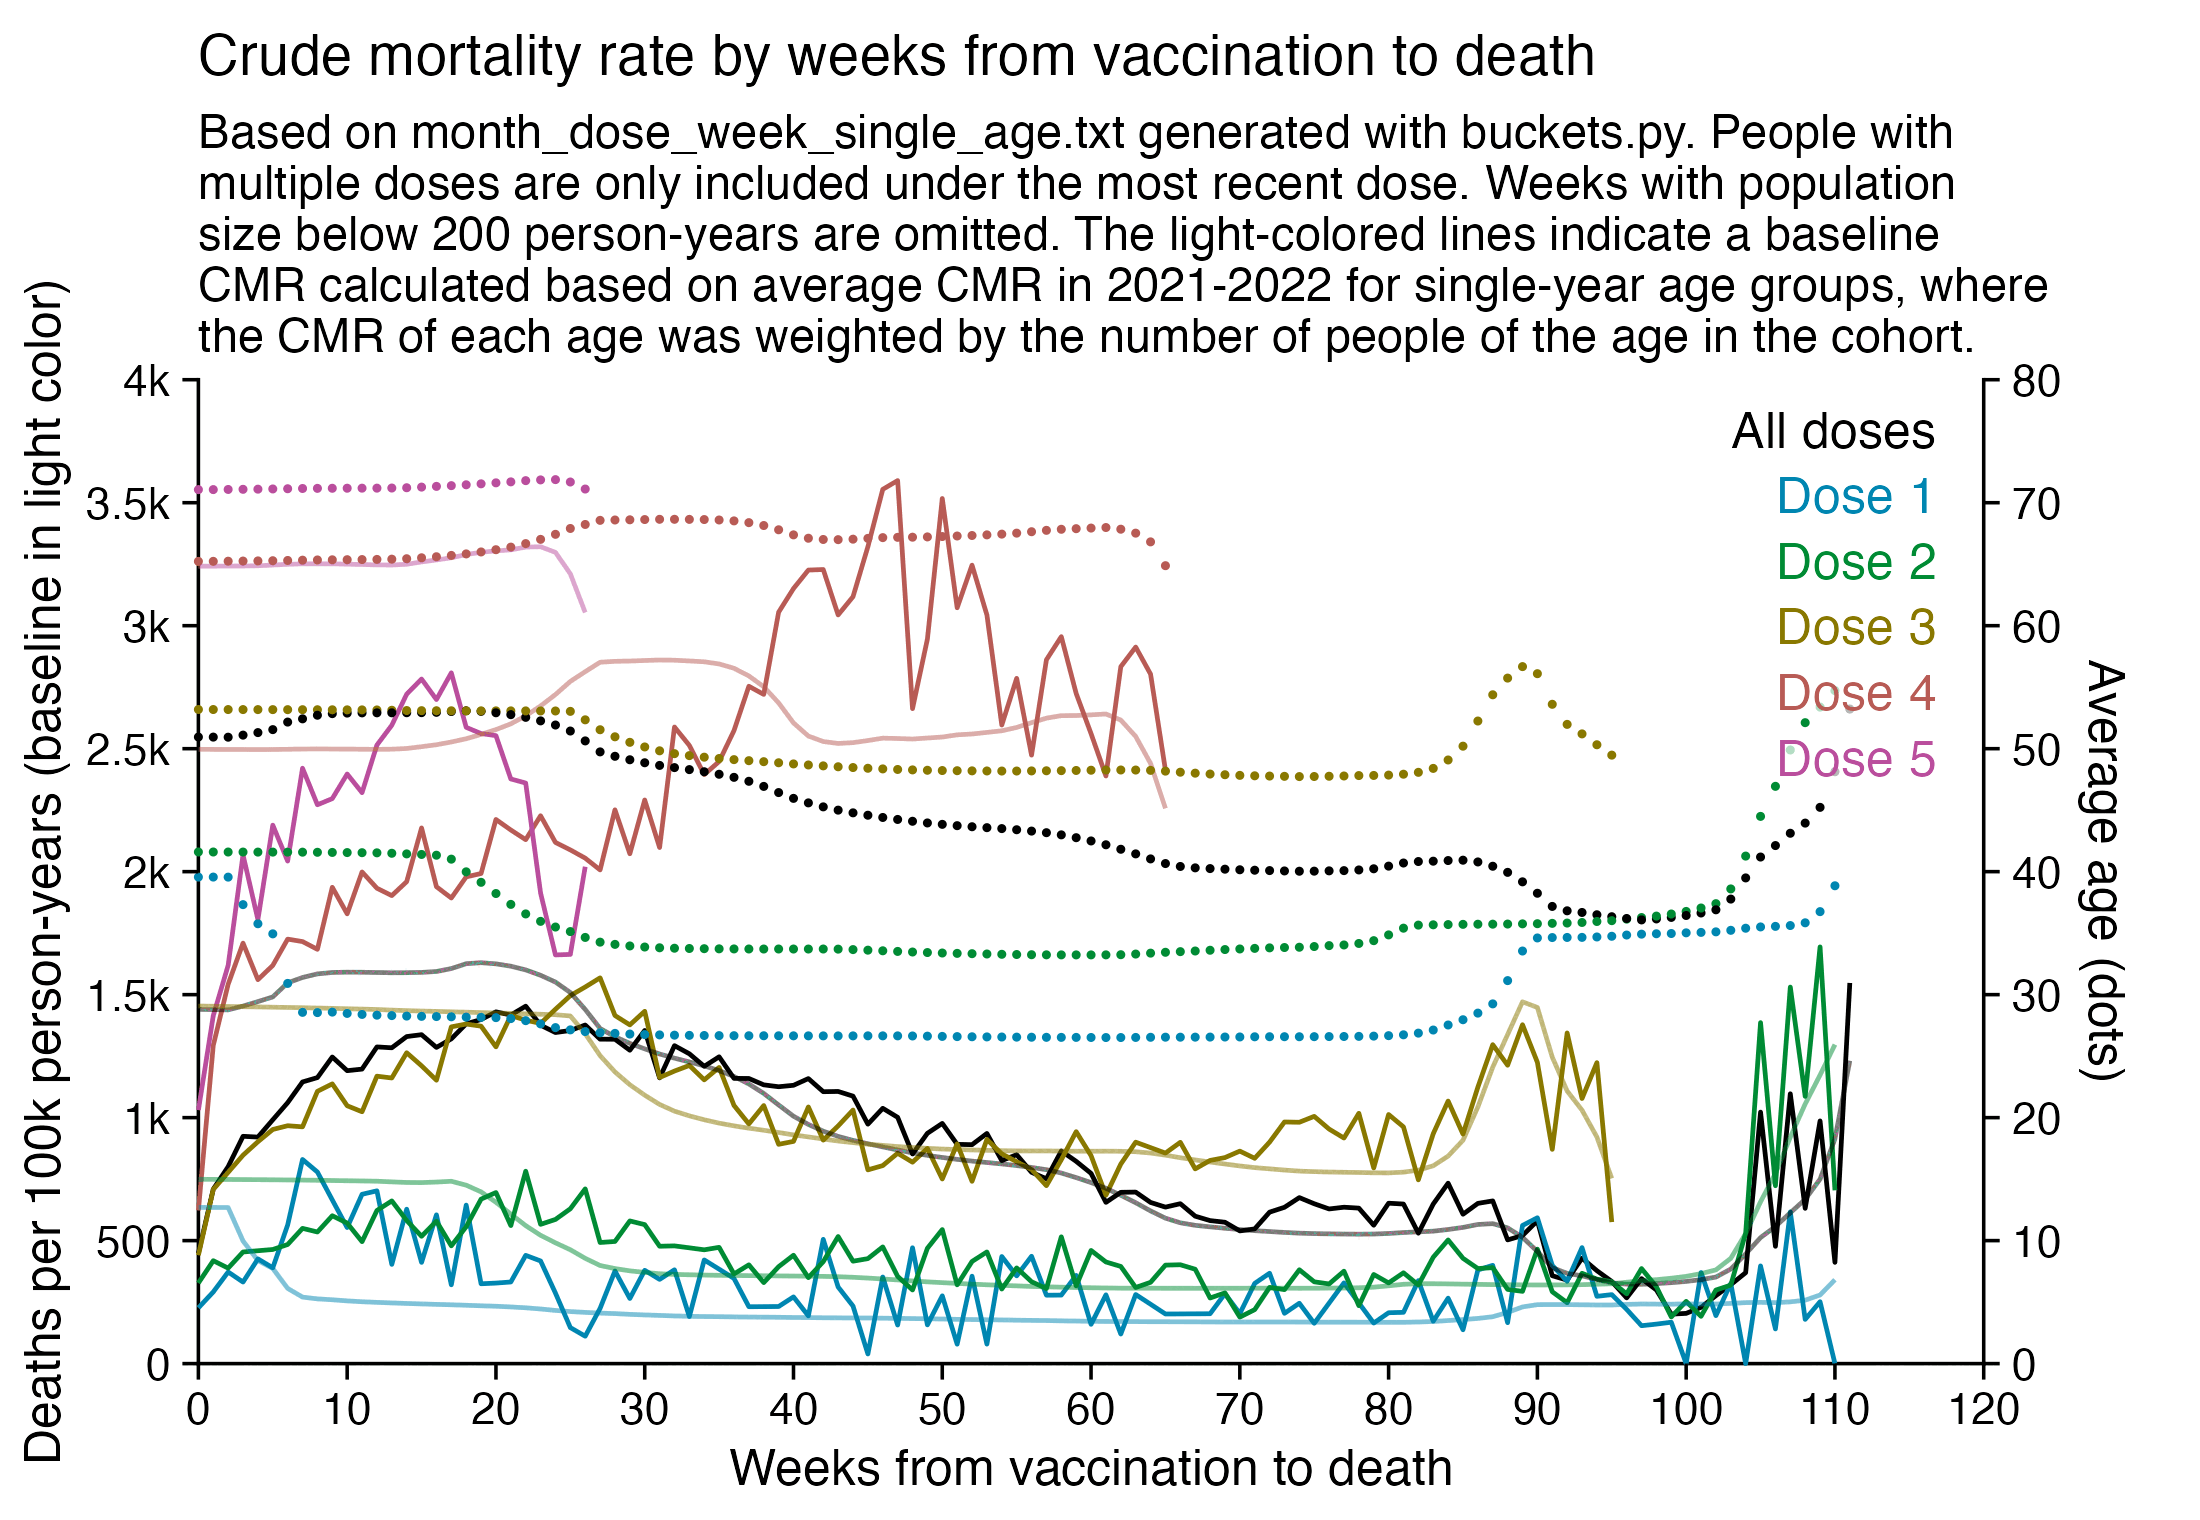 Crude mortality rate by weeks from vaccination to death
Based on month_dose_week_single_age.txt generated with buckets.py. People with
multiple doses are only included under the most recent dose. Weeks with population
size below 200 person-years are omitted. The light-colored lines indicate a baseline
CMR calculated based on average CMR in 2021-2022 for single-year age groups, where
the CMR of each age was weighted by the number of people of the age in the cohort.
Deaths per 100k person-years (baseline in light color)
4k
3.5k
3k
2.5k
2k
1.5k
1k
500
0
All doses
Dose 1
Dose 2
Dose 3
Dose 4
Dose 5
80
70
60
50
40
30
20
10
0
Average age (dots)
0 10 20 30 40 50 60 70 80 90 100 110 120
Weeks from vaccination to death